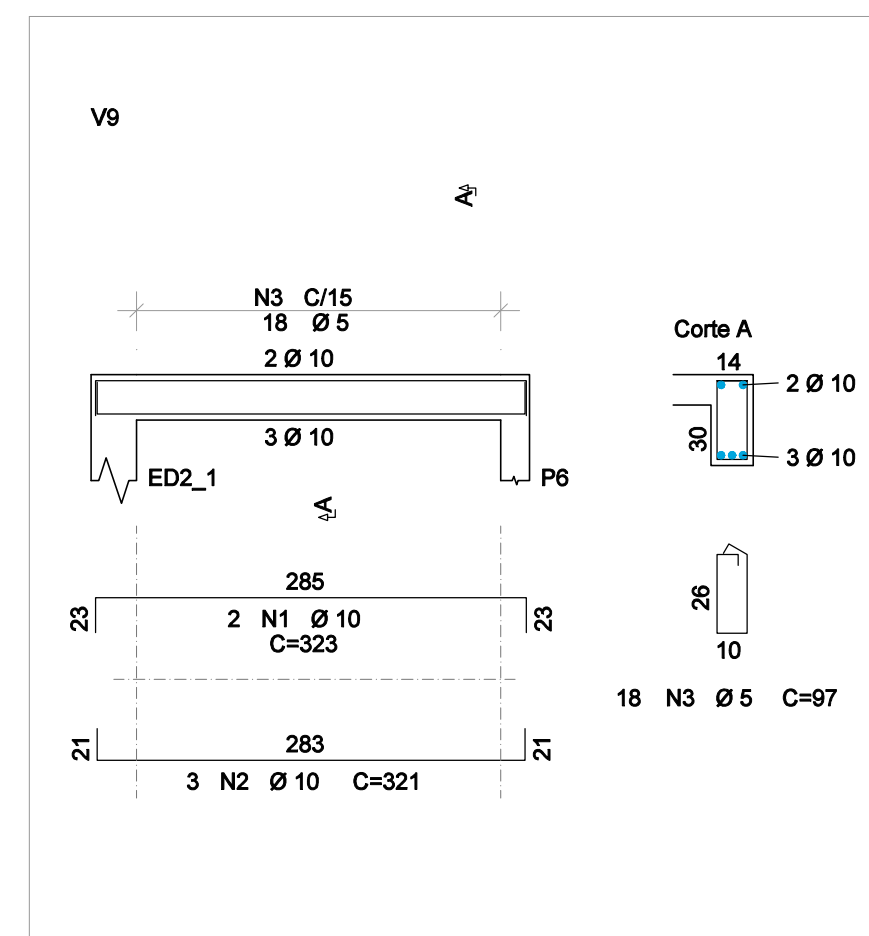 V9
A
N3 C/15
18 Ø 5
2 Ø 10
3 Ø 10
ED2_1
P6
A
Corte A
14
2 Ø 10
30
3 Ø 10
285
23
23
2 N1 Ø 10
C=323
26
10
18 N3 Ø 5 C=97
283
21
21
3 N2 Ø 10 C=321